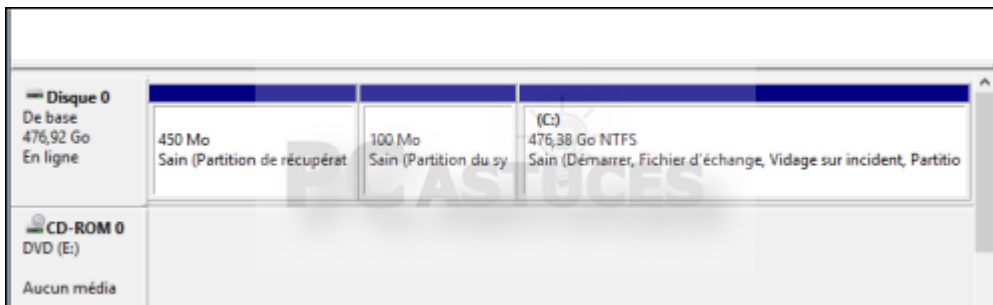 Disque 0
De base
476,92 Go
En ligne
450 Mo
Sain (Partition de récupérat
100 Mo
Sain (Partition du sy
(C:)
476,38 Go NTFS
Sain (Démarrer, Fichier d'échange, Vidage sur incident, Partitio
PC ASTUCES
CD-ROM 0
DVD (E:)
Aucun média